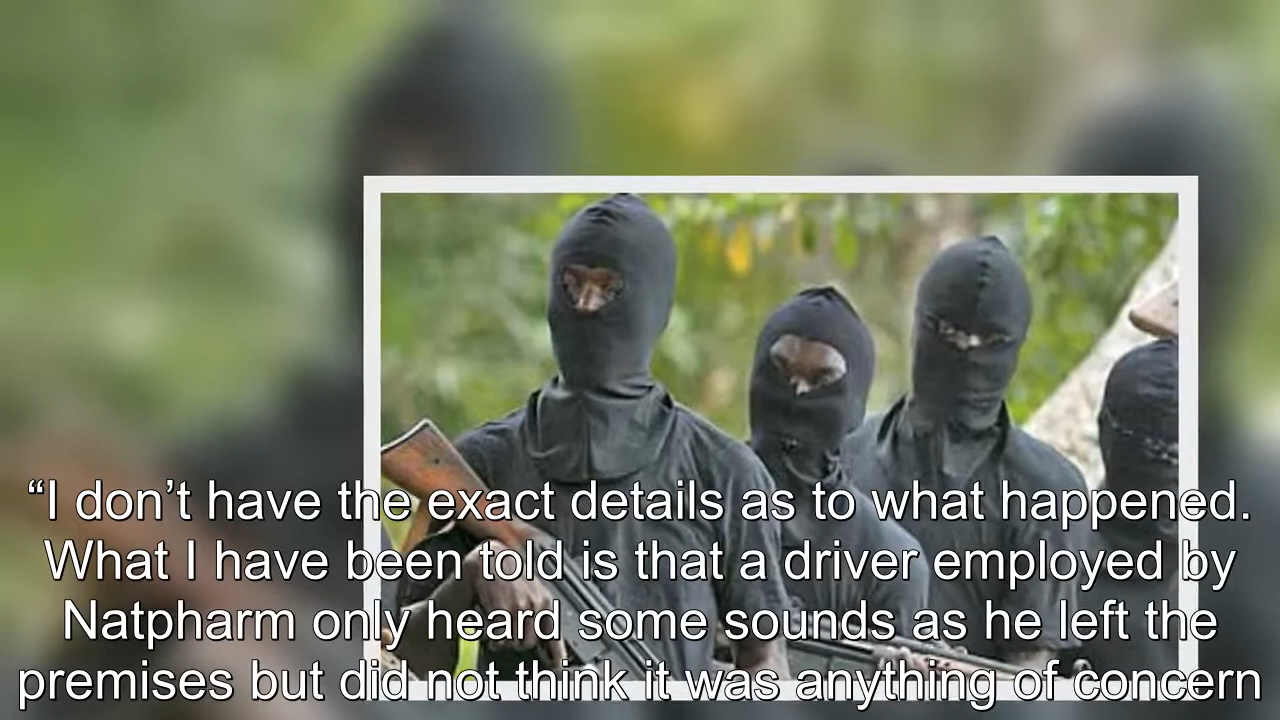 “I don’t have the exact details as to what happened.
What I have been told is that a driver employed by
Natpharm only heard some sounds as he left the
premises but did not think it was anything of concern